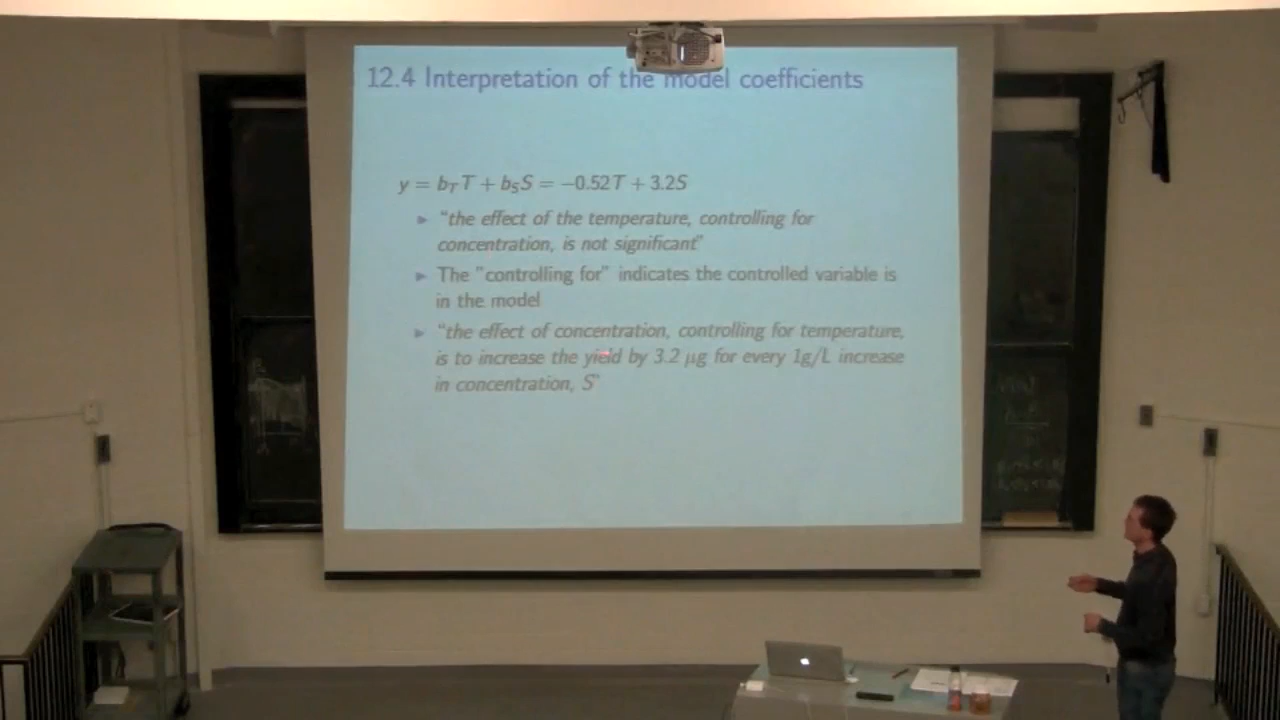 12.4 Interpretation of the model coefficients
y = b_T T + b_S S = −0.52T + 3.2S
► "the effect of the temperature, controlling for
concentration, is not significant"
► The "controlling for" indicates the controlled variable is
in the model
► "the effect of concentration, controlling for temperature,
is to increase the yield by 3.2 μg for every 1g/L increase
in concentration, S"